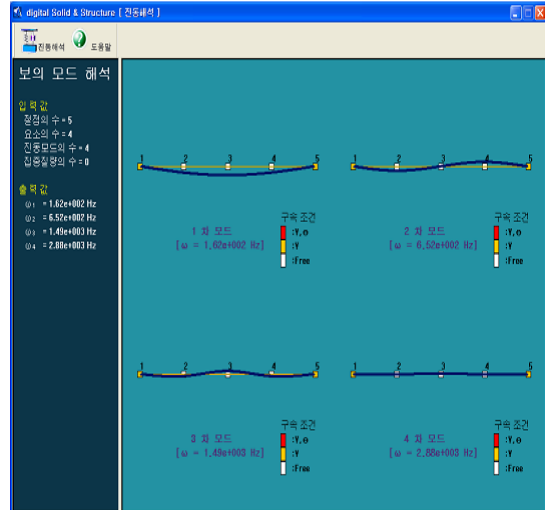 digital Solid & Structure [ 진동해석 ]
진동해석 도움말
보의 모드 해석
입 력 값
절점의 수 = 5
요소의 수 = 4
진동모드의 수 = 4
집중질량의 수 = 0
출 력 값
ω₁ = 1.62e+002 Hz
ω₂ = 6.52e+002 Hz
ω₃ = 1.49e+003 Hz
ω₄ = 2.88e+003 Hz
1 2 3 4 5
1 차 모드
[ ω = 1.62e+002 Hz]
구속 조건
:Y,Θ
:Y
:Free
1 2 3 4 5
2 차 모드
[ ω = 6.52e+002 Hz]
구속 조건
:Y,Θ
:Y
:Free
1 2 3 4 5
3 차 모드
[ ω = 1.49e+003 Hz]
구속 조건
:Y,Θ
:Y
:Free
1 2 3 4 5
4 차 모드
[ ω = 2.88e+003 Hz]
구속 조건
:Y,Θ
:Y
:Free